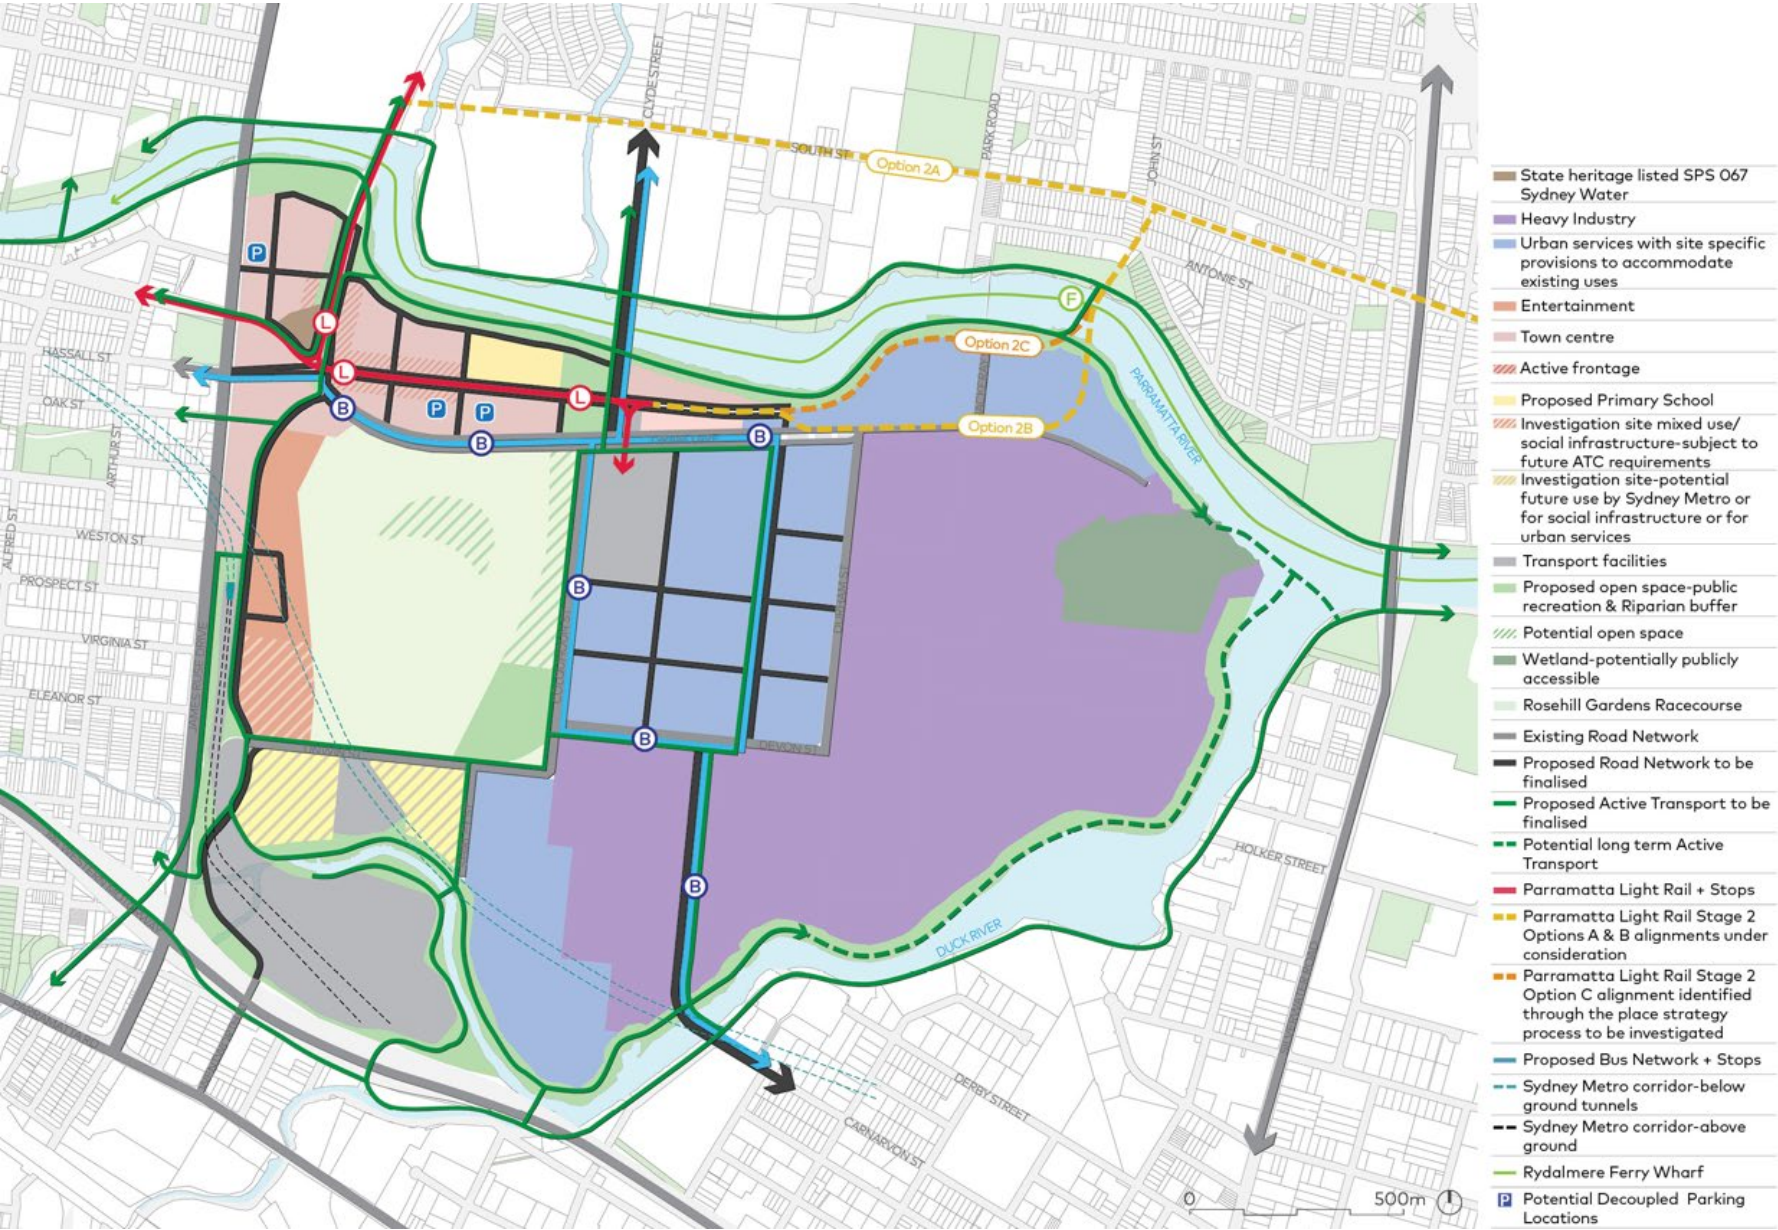 CLYDE STREET
SOUTH ST
Option 2A
PARK ROAD
JOHN ST
ANTONIE ST
P
L
F
HASSALL ST
L
Option 2C
OAK ST
B
P
P
L
Option 2B
B
B
ARTHUR ST
ALFRED ST
PARRAMATTA RIVER
WESTON ST
PROSPECT ST
B
VIRGINIA ST
JAMES RUSE DRIVE
DURHAM ST
ELEANOR ST
B
DEVON ST
HOLKER STREET
B
DUCK RIVER
PARRAMATTA RD
DERBY STREET
CARNARVON ST
0
500m
State heritage listed SPS 067
Sydney Water
Heavy Industry
Urban services with site specific
provisions to accommodate
existing uses
Entertainment
Town centre
Active frontage
Proposed Primary School
Investigation site mixed use/
social infrastructure-subject to
future ATC requirements
Investigation site-potential
future use by Sydney Metro or
for social infrastructure or for
urban services
Transport facilities
Proposed open space-public
recreation & Riparian buffer
Potential open space
Wetland-potentially publicly
accessible
Rosehill Gardens Racecourse
Existing Road Network
Proposed Road Network to be
finalised
Proposed Active Transport to be
finalised
Potential long term Active
Transport
Parramatta Light Rail + Stops
Parramatta Light Rail Stage 2
Options A & B alignments under
consideration
Parramatta Light Rail Stage 2
Option C alignment identified
through the place strategy
process to be investigated
Proposed Bus Network + Stops
Sydney Metro corridor-below
ground tunnels
Sydney Metro corridor-above
ground
Rydalmere Ferry Wharf
P
Potential Decoupled Parking
Locations